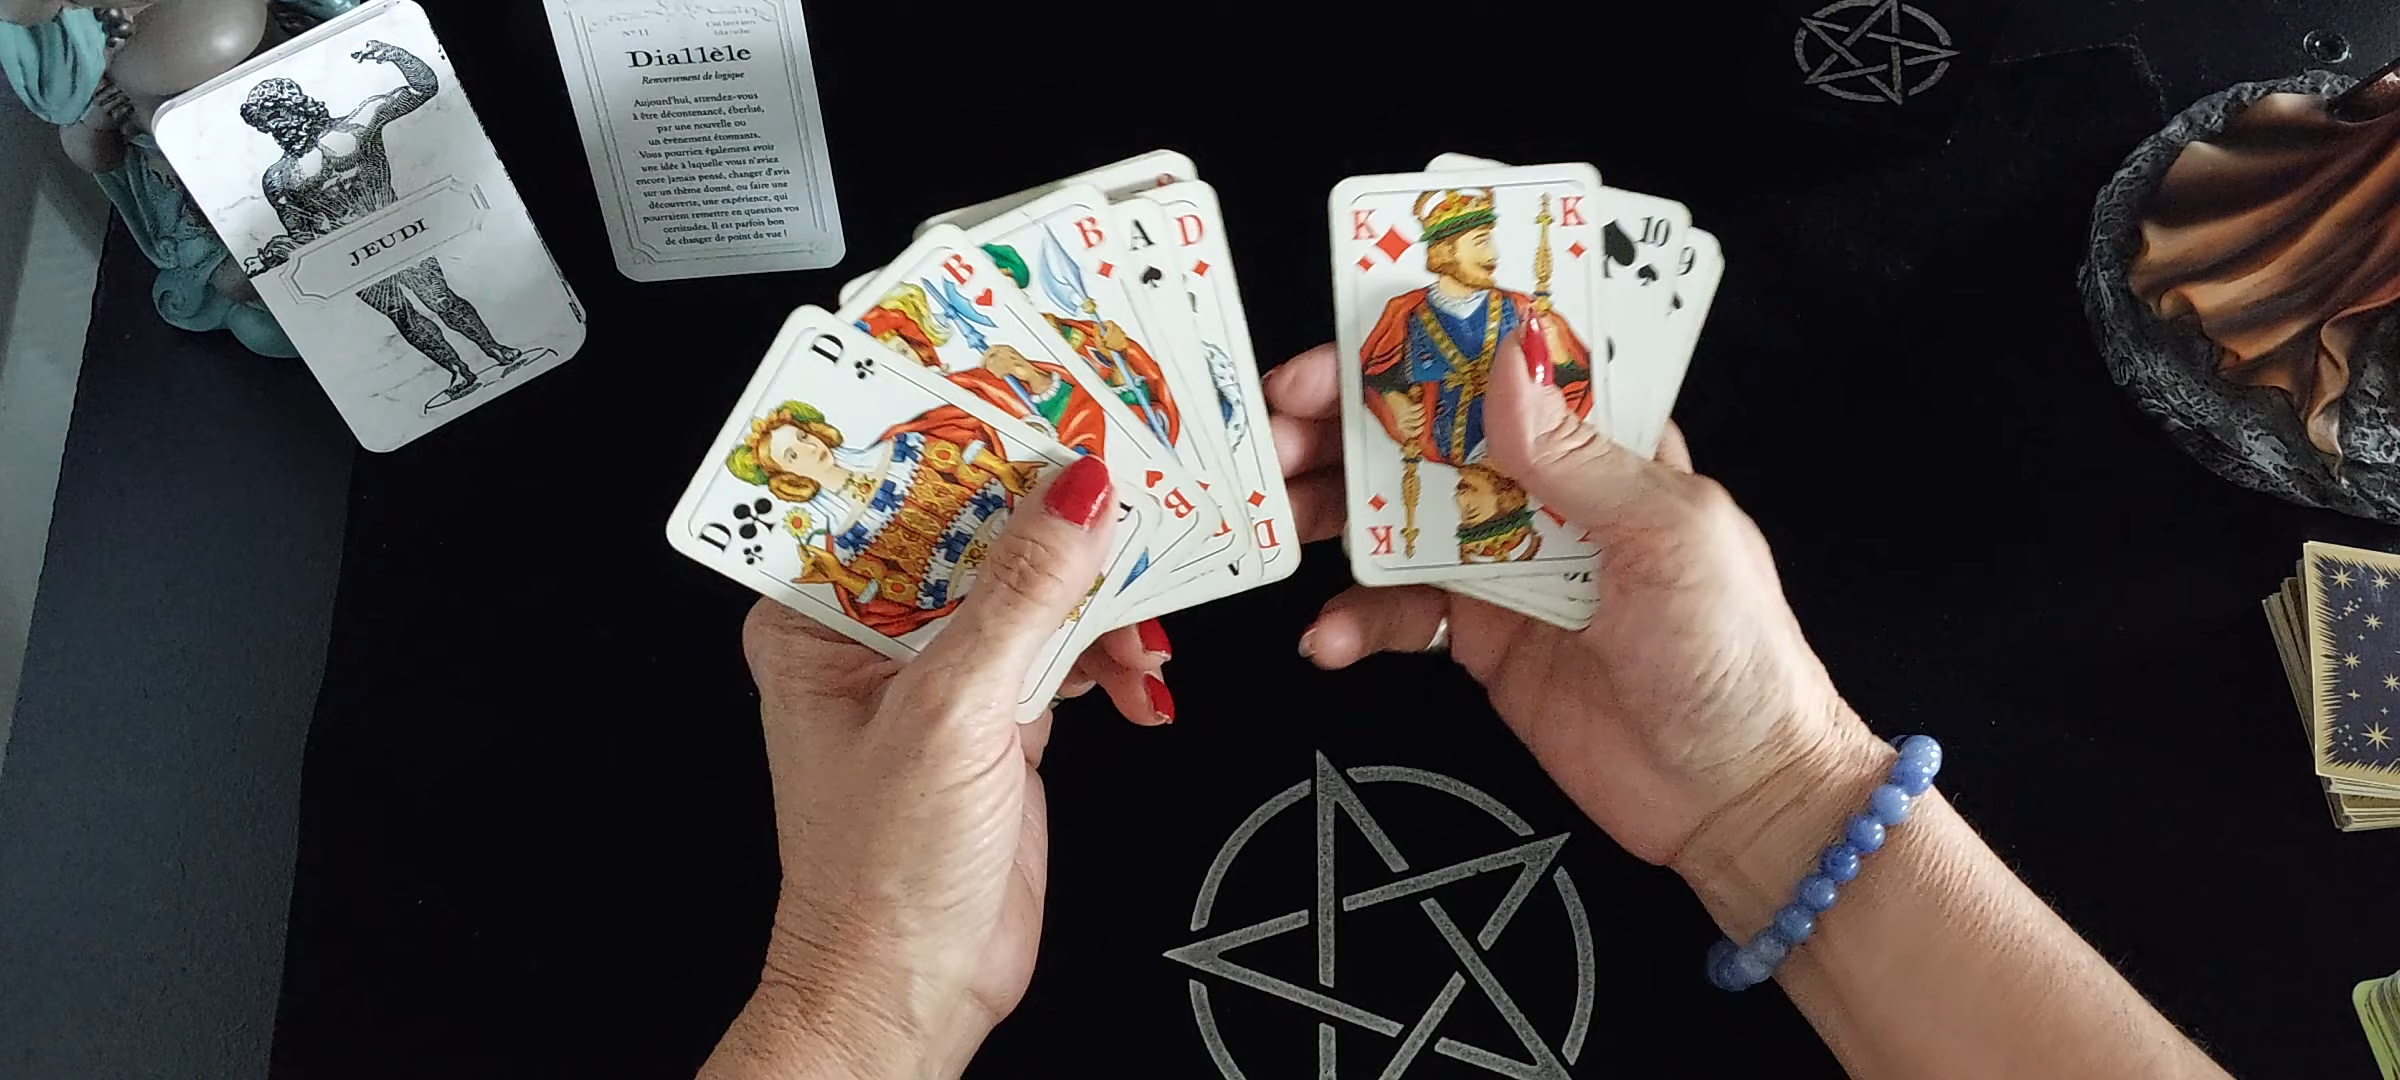 JEUDI
N° 11
Diallèle
Renversement de logique
Aujourd'hui, attendez-vous
à être décontenancé, éberlué,
par une nouvelle ou
un évènement étonnants.
Vous pourriez également avoir
une idée à laquelle vous n'aviez
encore jamais pensé, changer d'avis
sur un thème donné, ou faire une
découverte, une expérience, qui
pourraient remettre en question vos
certitudes. Il est parfois bon
de changer de point de vue !
D
D
B
B
B
A
D
D
K
K
K
10
9